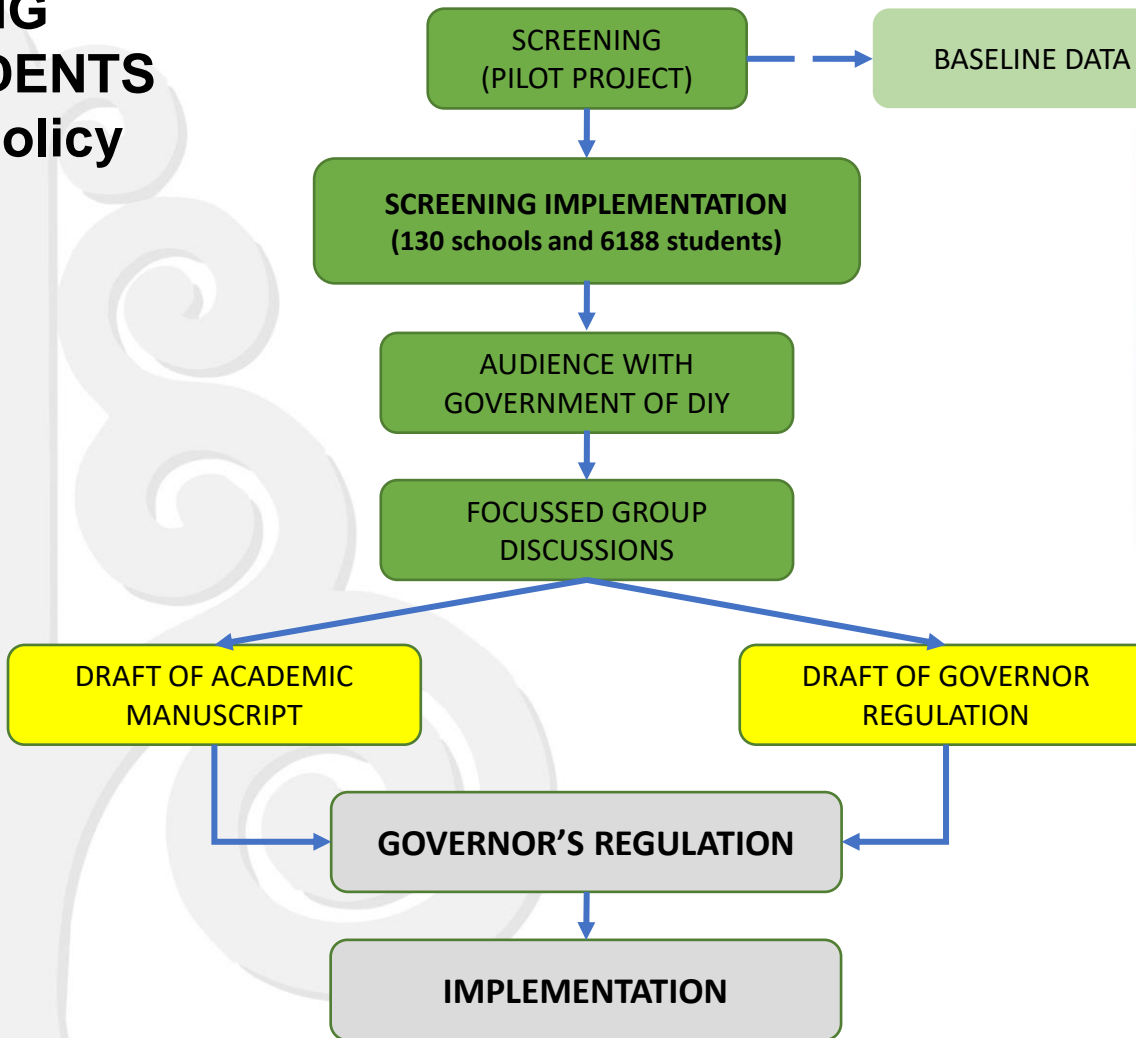 NG
DENTS
olicy
SCREENING
(PILOT PROJECT)
BASELINE DATA
SCREENING IMPLEMENTATION
(130 schools and 6188 students)
AUDIENCE WITH
GOVERNMENT OF DIY
FOCUSSED GROUP
DISCUSSIONS
DRAFT OF ACADEMIC
MANUSCRIPT
DRAFT OF GOVERNOR
REGULATION
GOVERNOR’S REGULATION
IMPLEMENTATION